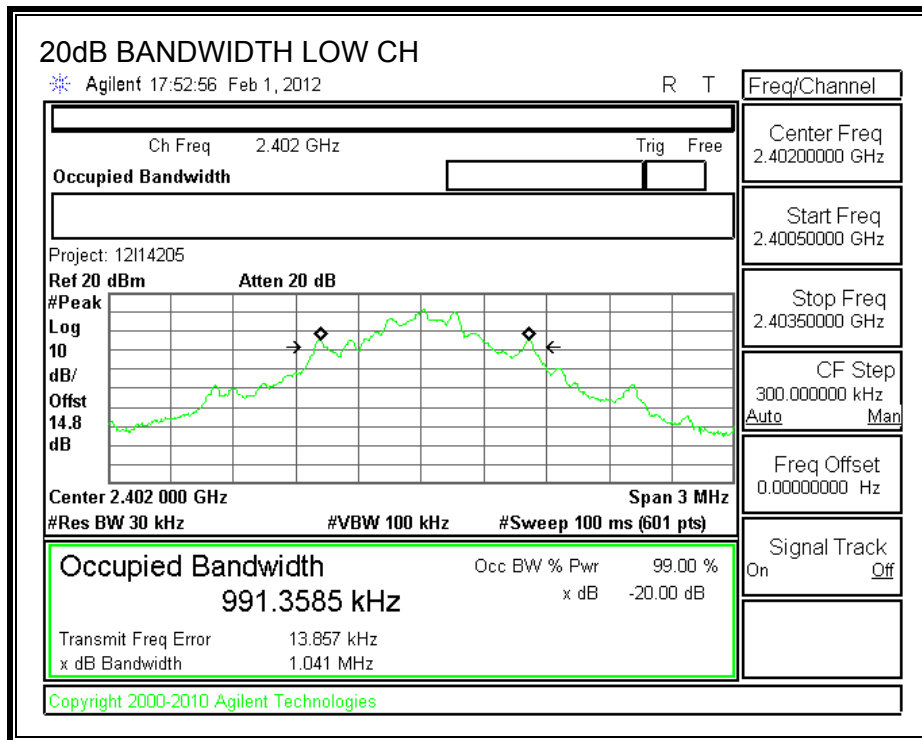 20dB BANDWIDTH LOW CH
Agilent 17:52:56 Feb 1, 2012 R T
Freq/Channel
Ch Freq 2.402 GHz Trig Free
Occupied Bandwidth
Center Freq
2.40200000 GHz
Start Freq
2.40050000 GHz
Stop Freq
2.40350000 GHz
CF Step
300.000000 kHz
Auto Man
Freq Offset
0.00000000 Hz
Signal Track
On Off
Project: 12I14205
Ref 20 dBm Atten 20 dB
#Peak
Log
10
dB/
Offst
14.8
dB
Center 2.402 000 GHz Span 3 MHz
#Res BW 30 kHz #VBW 100 kHz #Sweep 100 ms (601 pts)
Occupied Bandwidth Occ BW % Pwr 99.00 %
991.3585 kHz x dB -20.00 dB
Transmit Freq Error 13.857 kHz
x dB Bandwidth 1.041 MHz
Copyright 2000-2010 Agilent Technologies